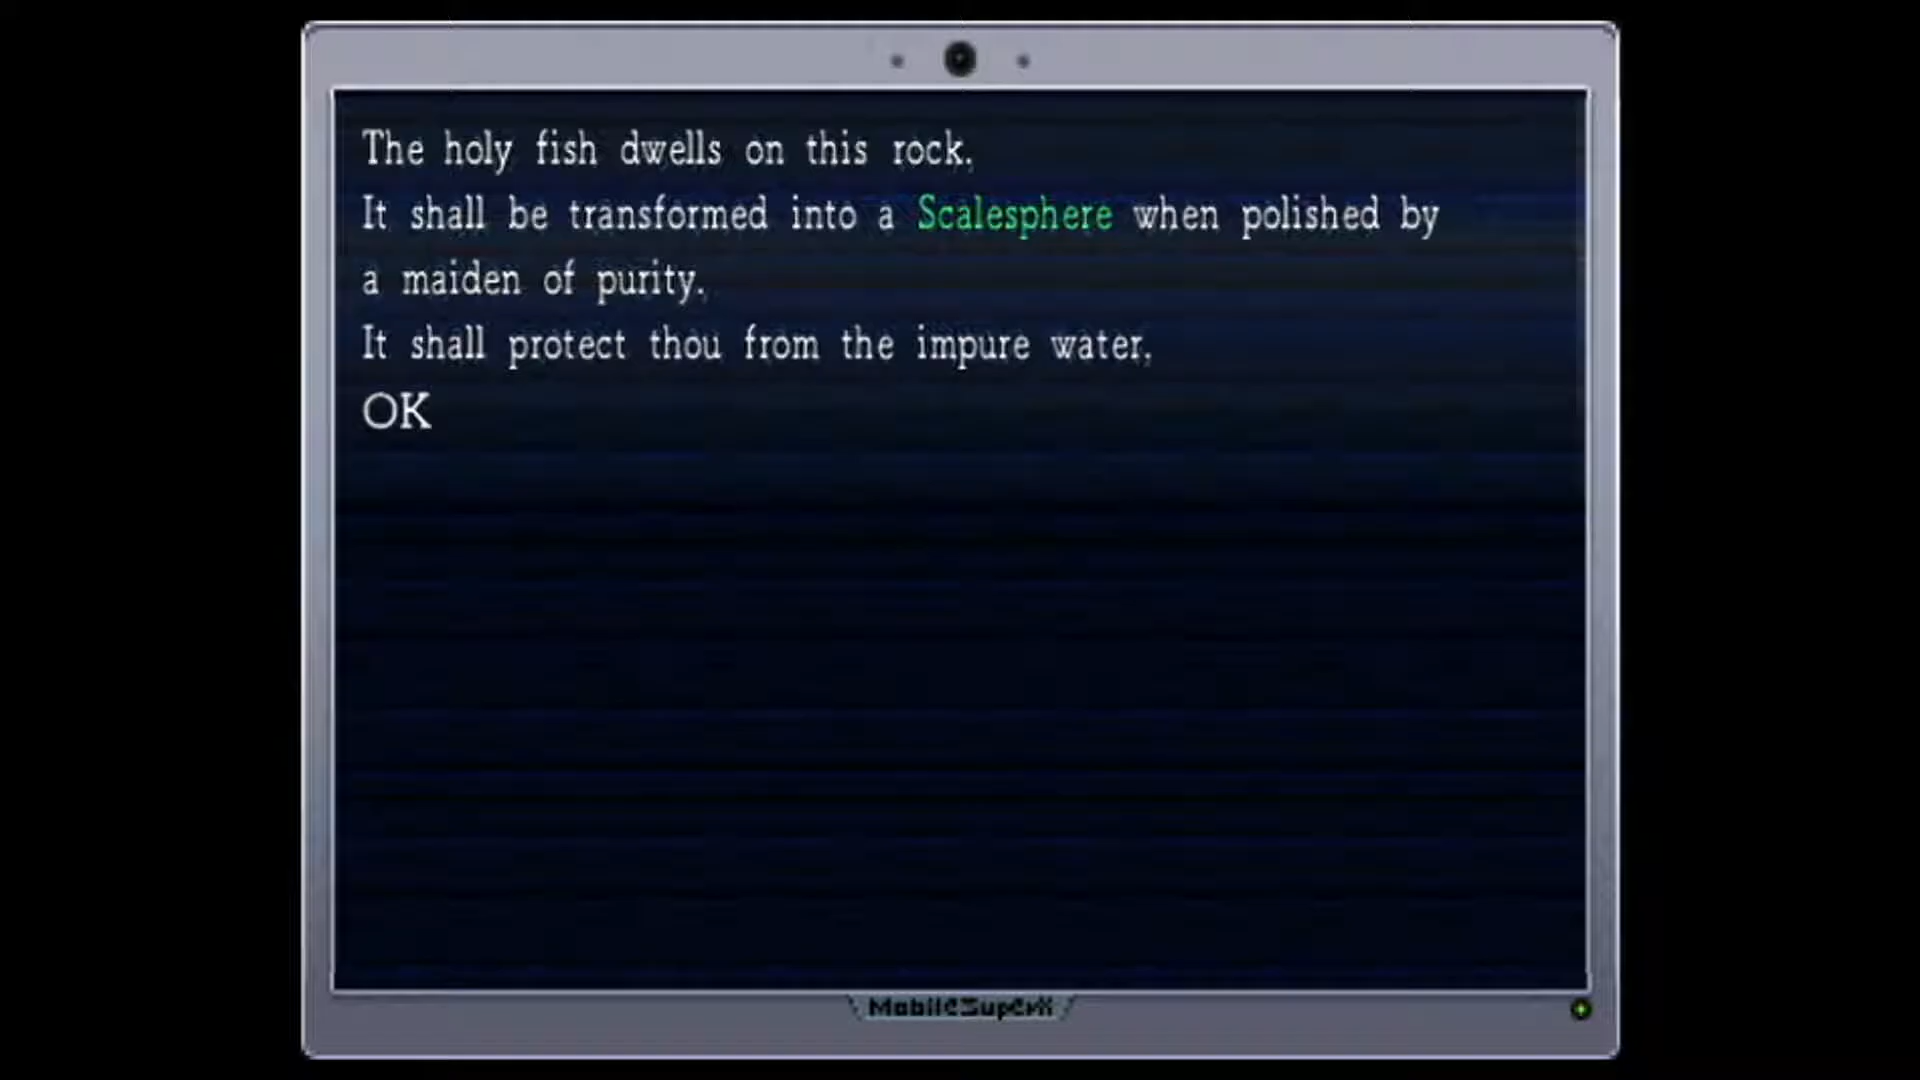 The holy fish dwells on this rock.
It shall be transformed into a Scalesphere when polished by
a maiden of purity.
It shall protect thou from the impure water.
OK
MobileSuperX